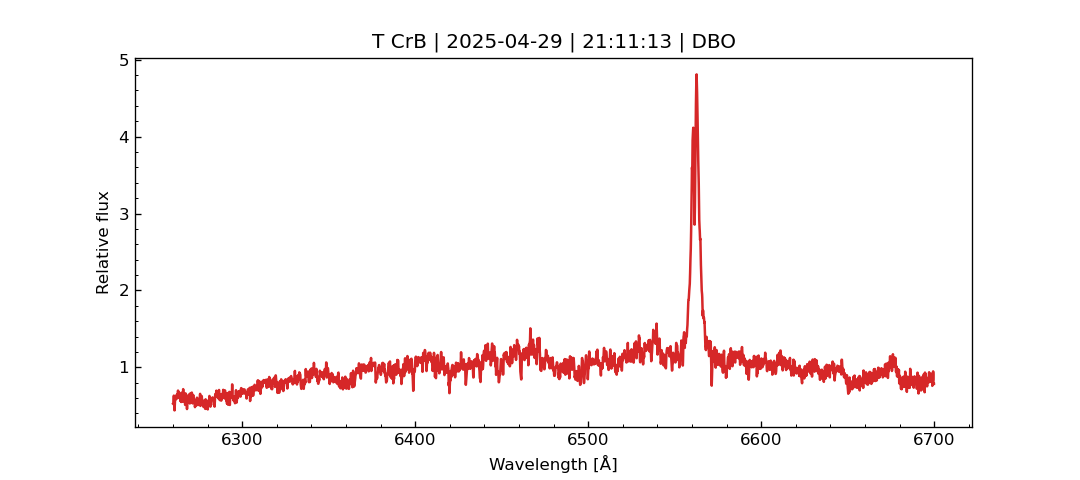 T CrB | 2025-04-29 | 21:11:13 | DBO
5
4
3
2
1
Relative flux
6300 6400 6500 6600 6700
Wavelength [Å]